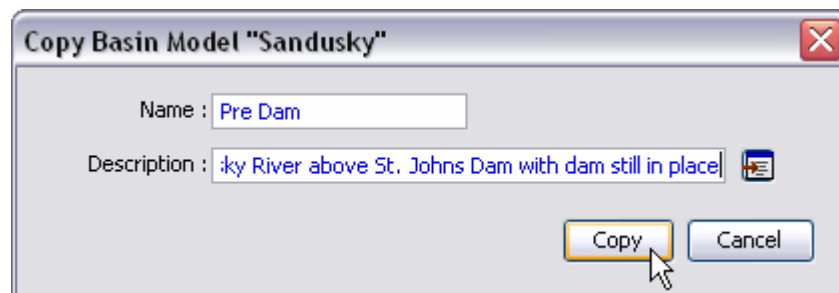 Copy Basin Model "Sandusky"
Name : Pre Dam
Description : ky River above St. Johns Dam with dam still in place
Copy Cancel